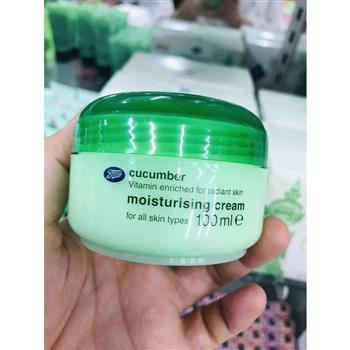 Boots
cucumber
Vitamin enriched for radiant skin
moisturising cream
for all skin types 100ml℮